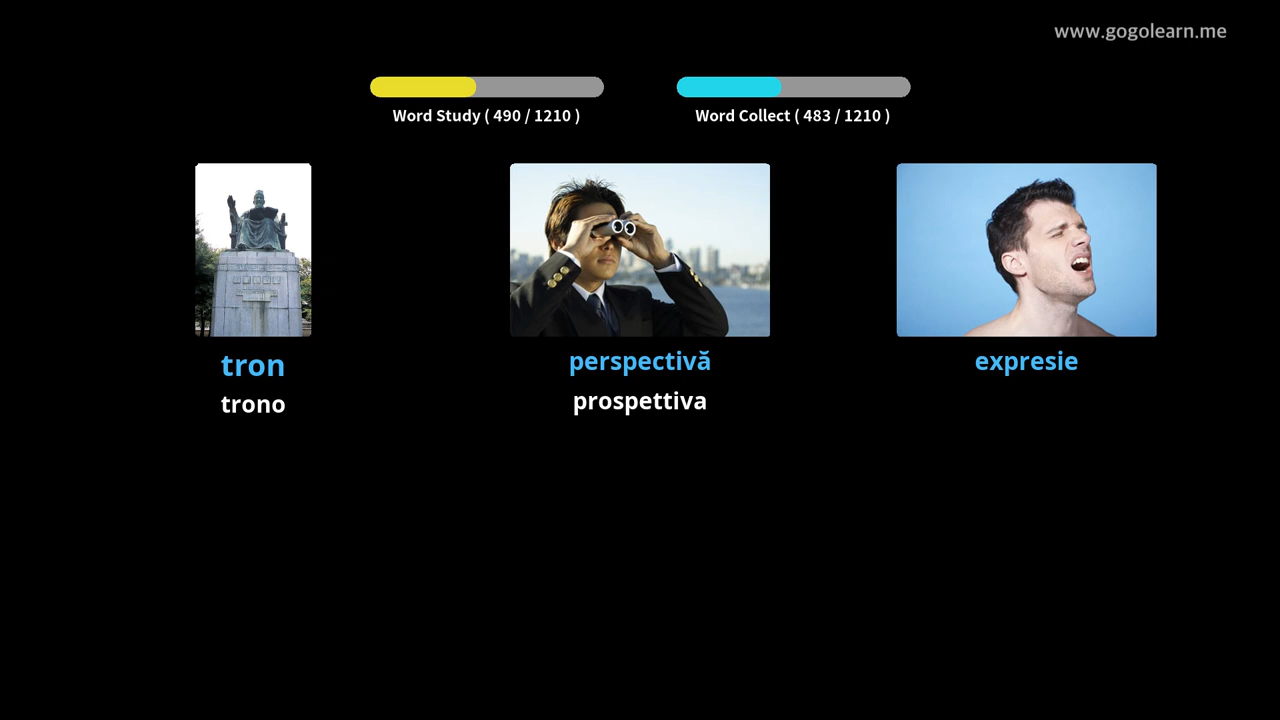 www.gogolearn.me
Word Study ( 490 / 1210 )
Word Collect ( 483 / 1210 )
tron
trono
perspectivă
prospettiva
expresie